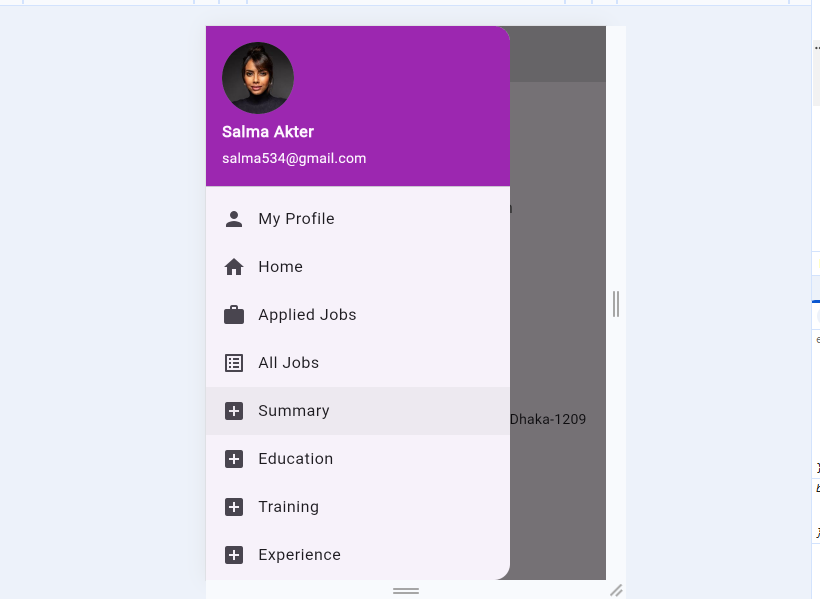 Salma Akter
salma534@gmail.com
My Profile
Home
Applied Jobs
All Jobs
Summary
Dhaka-1209
Education
Training
Experience